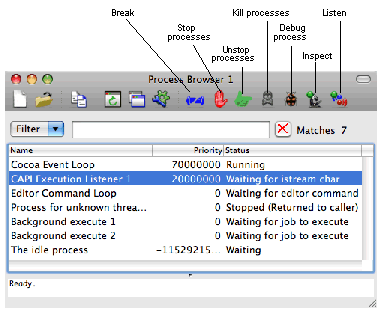 Break
Stop
processes
Unstop
processes
Kill processes
Debug
process
Inspect
Listen
Process Browser 1
Filter
Matches 7
Name Priority Status
Cocoa Event Loop 70000000 Running
CAPI Execution Listener 1 20000000 Waiting for istream char
Editor Command Loop 0 Waiting for editor command
Process for unknown threa... 0 Stopped (Returned to caller)
Background execute 1 0 Waiting for job to execute
Background execute 2 0 Waiting for job to execute
The idle process -11529215... Waiting
Ready.